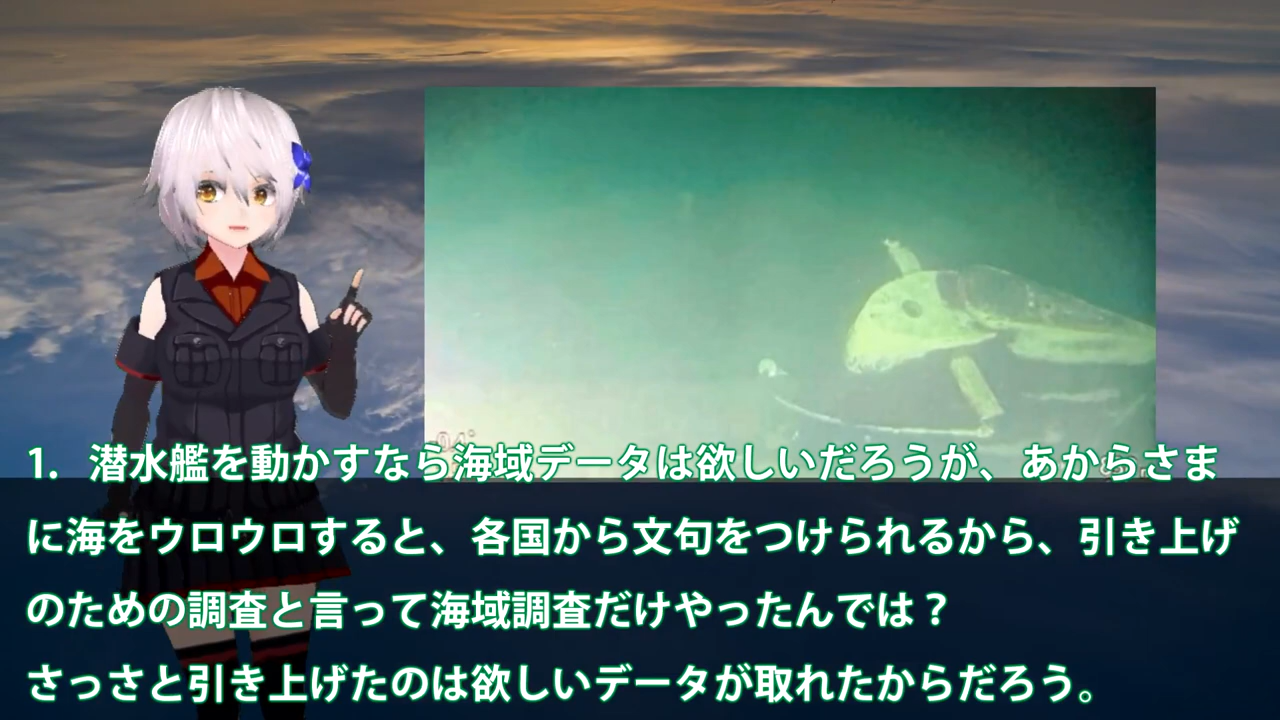 1. 潜水艦を動かすなら海域データは欲しいだろうが、あからさま
に海をウロウロすると、各国から文句をつけられるから、引き上げ
のための調査と言って海域調査だけやったんでは？
さっさと引き上げたのは欲しいデータが取れたからだろう。